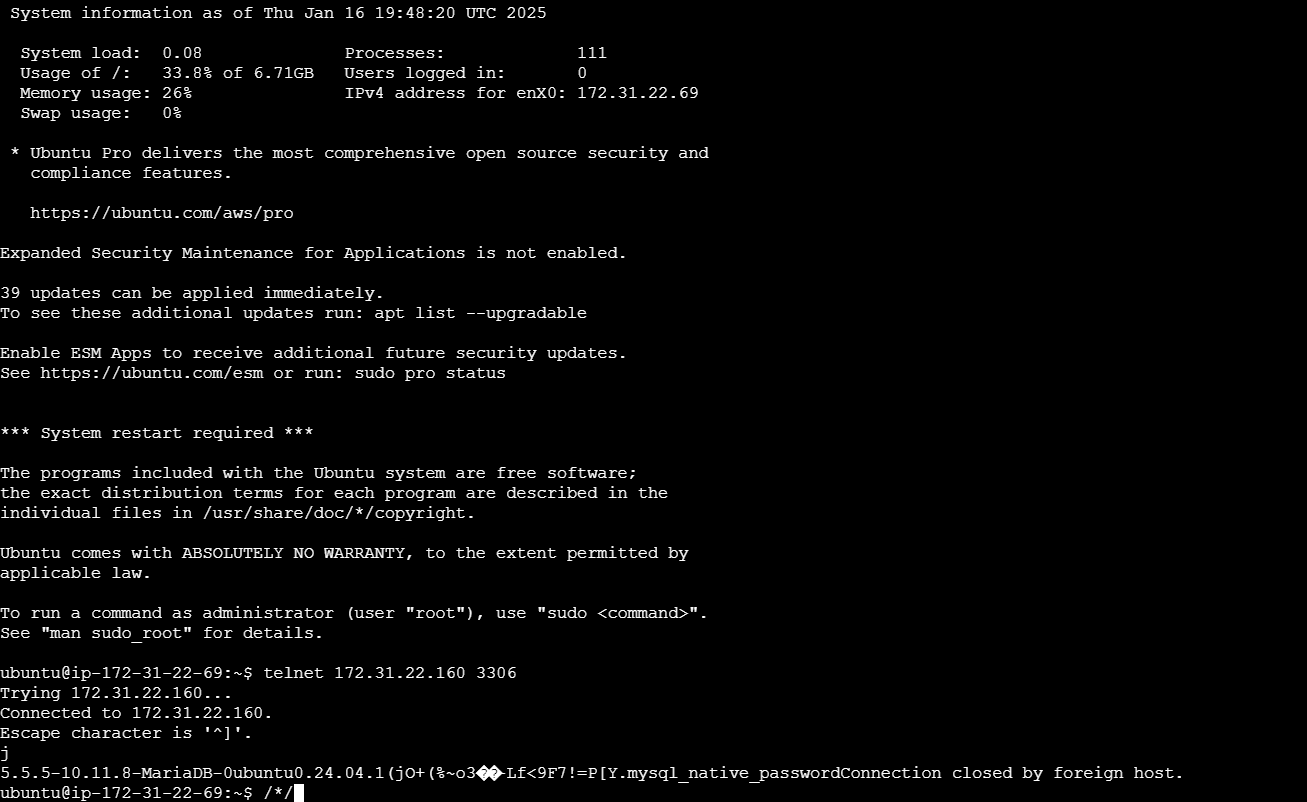 System information as of Thu Jan 16 19:48:20 UTC 2025
System load:  0.08              Processes:             111
Usage of /:   33.8% of 6.71GB   Users logged in:       0
Memory usage: 26%               IPv4 address for enX0: 172.31.22.69
Swap usage:   0%
* Ubuntu Pro delivers the most comprehensive open source security and
compliance features.
https://ubuntu.com/aws/pro
Expanded Security Maintenance for Applications is not enabled.
39 updates can be applied immediately.
To see these additional updates run: apt list --upgradable
Enable ESM Apps to receive additional future security updates.
See https://ubuntu.com/esm or run: sudo pro status
*** System restart required ***
The programs included with the Ubuntu system are free software;
the exact distribution terms for each program are described in the
individual files in /usr/share/doc/*/copyright.
Ubuntu comes with ABSOLUTELY NO WARRANTY, to the extent permitted by
applicable law.
To run a command as administrator (user "root"), use "sudo <command>".
See "man sudo_root" for details.
ubuntu@ip-172-31-22-69:~$ telnet 172.31.22.160 3306
Trying 172.31.22.160...
Connected to 172.31.22.160.
Escape character is '^]'.
j
5.5.5-10.11.8-MariaDB-0ubuntu0.24.04.1(jO+(%~o3��-Lf<9F7!=P[Y.mysql_native_passwordConnection closed by foreign host.
ubuntu@ip-172-31-22-69:~$ /*/